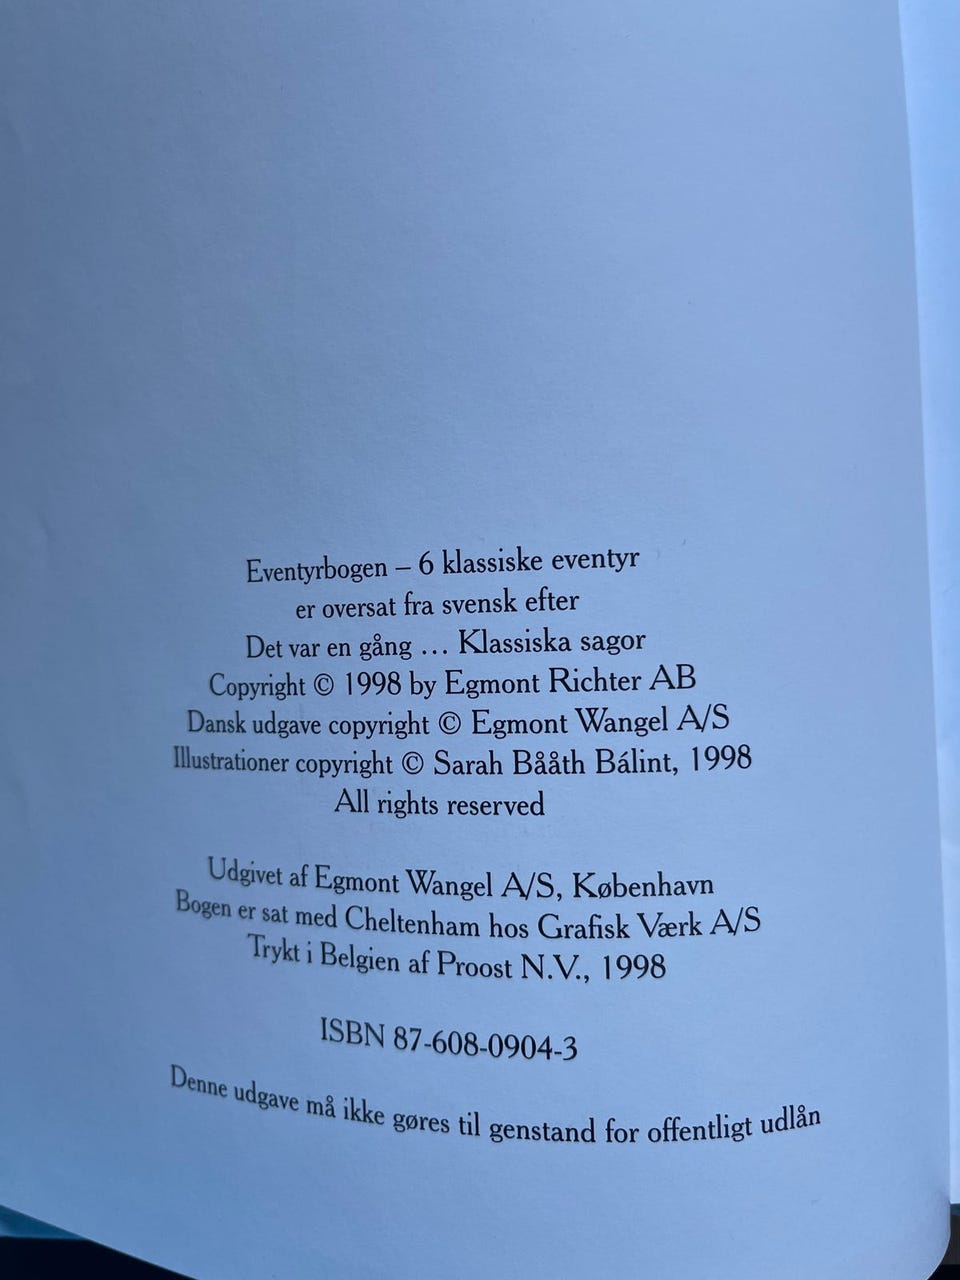 Eventyrbogen – 6 klassiske eventyr
er oversat fra svensk efter
Det var en gång ... Klassiska sagor
Copyright © 1998 by Egmont Richter AB
Dansk udgave copyright © Egmont Wangel A/S
Illustrationer copyright © Sarah Bååth Bálint, 1998
All rights reserved
Udgivet af Egmont Wangel A/S, København
Bogen er sat med Cheltenham hos Grafisk Værk A/S
Trykt i Belgien af Proost N.V., 1998
ISBN 87-608-0904-3
Denne udgave må ikke gøres til genstand for offentligt udlån